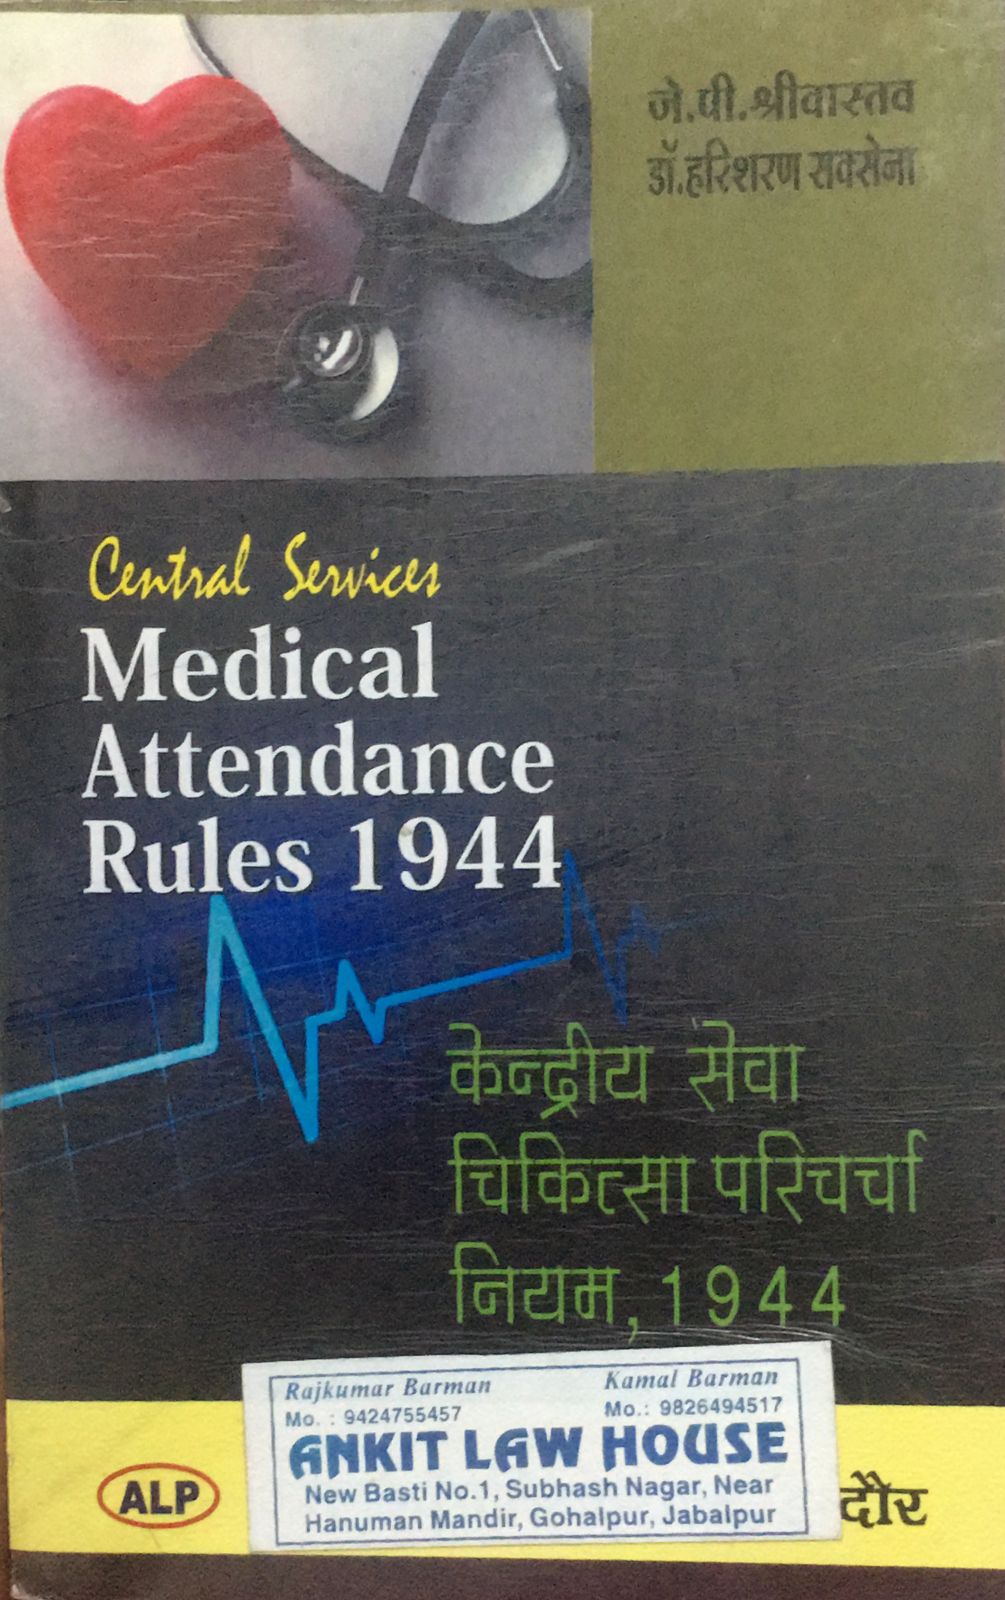 जे.पी.श्रीवास्तव
डॉ.हरिशरण सक्सेना
Central Services
Medical
Attendance
Rules 1944
केन्द्रीय सेवा
चिकित्सा परिचर्चा
नियम, 1944
Rajkumar Barman Kamal Barman
Mo. : 9424755457 Mo.: 9826494517
ANKIT LAW HOUSE
New Basti No.1, Subhash Nagar, Near
Hanuman Mandir, Gohalpur, Jabalpur
ALP
दौर